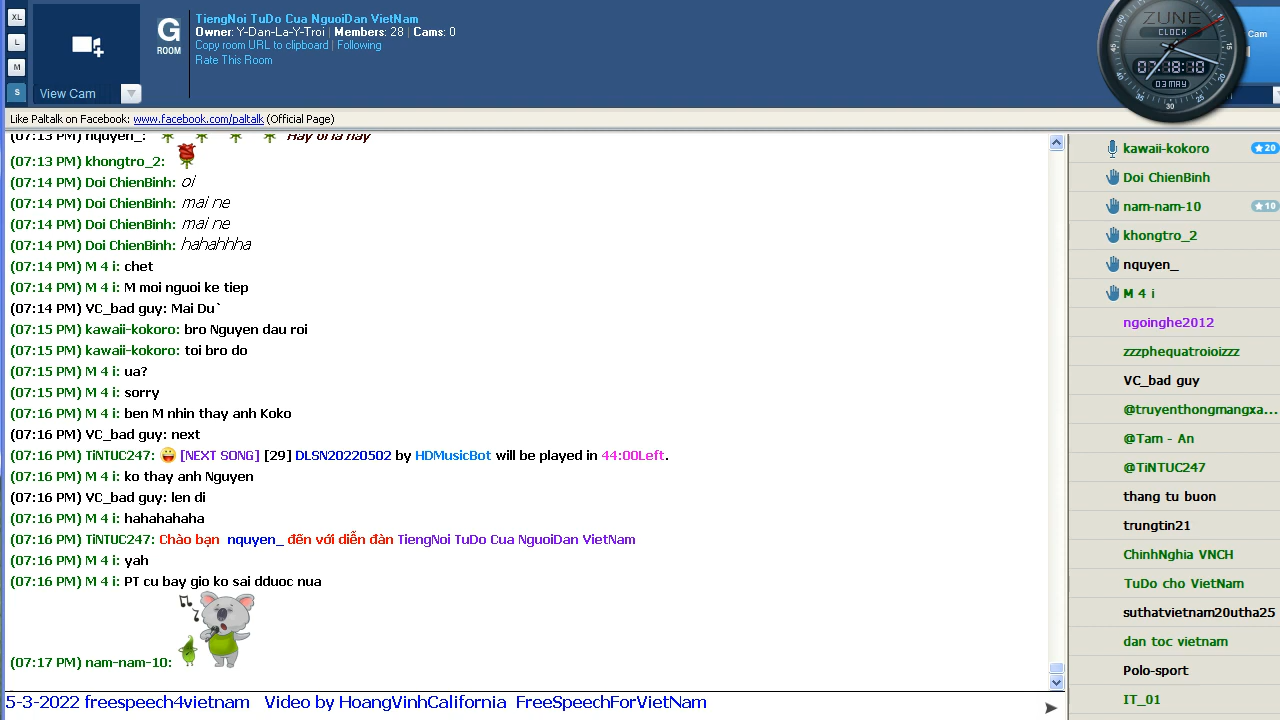 XL
L
M
S
View Cam
G
ROOM
TiengNoi TuDo Cua NguoiDan VietNam
Owner: Y-Dan-La-Y-Troi | Members: 28 | Cams: 0
Copy room URL to clipboard | Following
Rate This Room
ZUNE
CLOCK
07:18:18
03 MAY
Cam
Like Paltalk on Facebook: www.facebook.com/paltalk (Official Page)
(07:13 PM) nquyen_: Hay oi la hay
(07:13 PM) khongtro_2:
(07:14 PM) Doi ChienBinh: oi
(07:14 PM) Doi ChienBinh: mai ne
(07:14 PM) Doi ChienBinh: mai ne
(07:14 PM) Doi ChienBinh: hahahhha
(07:14 PM) M 4 i: chet
(07:14 PM) M 4 i: M moi nguoi ke tiep
(07:14 PM) VC_bad guy: Mai Du`
(07:15 PM) kawaii-kokoro: bro Nguyen dau roi
(07:15 PM) kawaii-kokoro: toi bro do
(07:15 PM) M 4 i: ua?
(07:15 PM) M 4 i: sorry
(07:16 PM) M 4 i: ben M nhin thay anh Koko
(07:16 PM) VC_bad guy: next
(07:16 PM) TiNTUC247: [NEXT SONG] [29] DLSN20220502 by HDMusicBot will be played in 44:00Left.
(07:16 PM) M 4 i: ko thay anh Nguyen
(07:16 PM) VC_bad guy: len di
(07:16 PM) M 4 i: hahahahaha
(07:16 PM) TiNTUC247: Chào bạn nquyen_ đến với diễn đàn TiengNoi TuDo Cua NguoiDan VietNam
(07:16 PM) M 4 i: yah
(07:16 PM) M 4 i: PT cu bay gio ko sai dduoc nua
(07:17 PM) nam-nam-10:
kawaii-kokoro 20
Doi ChienBinh
nam-nam-10 10
khongtro_2
nquyen_
M 4 i
ngoinghe2012
zzzphequatroioizzz
VC_bad guy
@truyenthongmangxa...
@Tam - An
@TiNTUC247
thang tu buon
trungtin21
ChinhNghia VNCH
TuDo cho VietNam
suthatvietnam20utha25
dan toc vietnam
Polo-sport
IT_01
5-3-2022 freespeech4vietnam Video by HoangVinhCalifornia FreeSpeechForVietNam